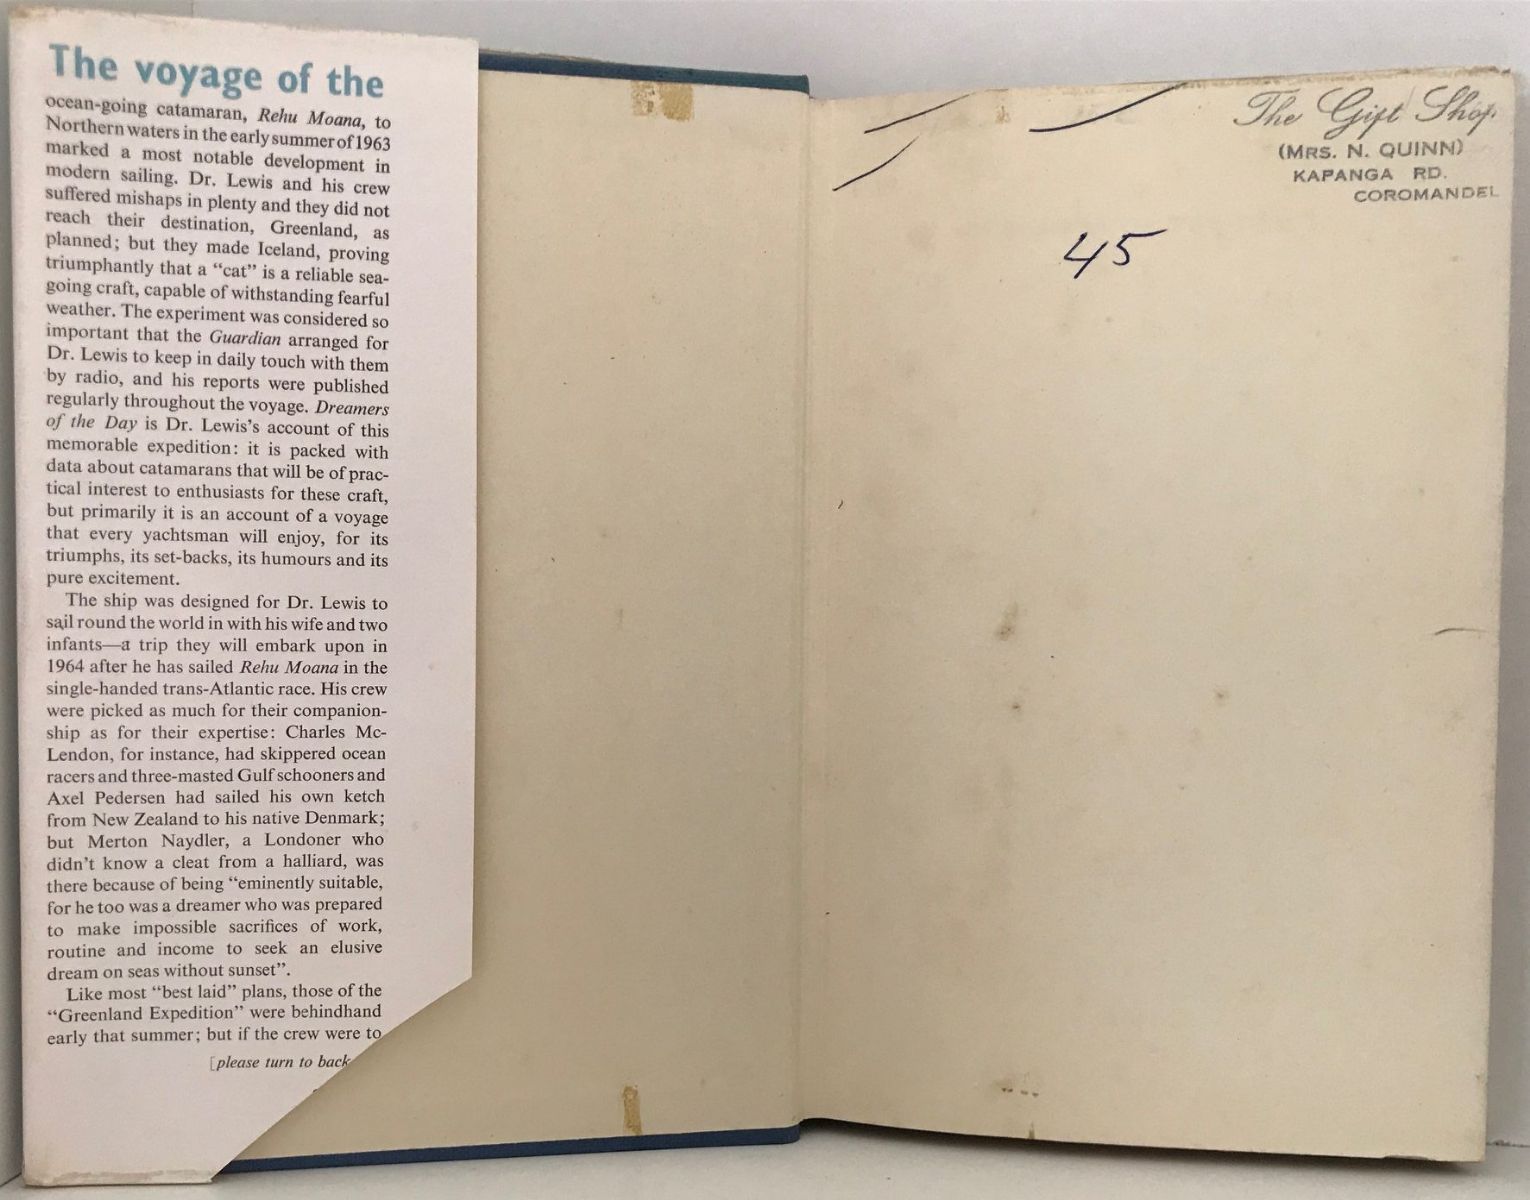 The voyage of the
ocean-going catamaran, Rehu Moana, to
Northern waters in the early summer of 1963
marked a most notable development in
modern sailing. Dr. Lewis and his crew
suffered mishaps in plenty and they did not
reach their destination, Greenland, as
planned; but they made Iceland, proving
triumphantly that a “cat” is a reliable sea-
going craft, capable of withstanding fearful
weather. The experiment was considered so
important that the Guardian arranged for
Dr. Lewis to keep in daily touch with them
by radio, and his reports were published
regularly throughout the voyage. Dreamers
of the Day is Dr. Lewis’s account of this
memorable expedition: it is packed with
data about catamarans that will be of prac-
tical interest to enthusiasts for these craft,
but primarily it is an account of a voyage
that every yachtsman will enjoy, for its
triumphs, its set-backs, its humours and its
pure excitement.
The ship was designed for Dr. Lewis to
sail round the world in with his wife and two
infants—a trip they will embark upon in
1964 after he has sailed Rehu Moana in the
single-handed trans-Atlantic race. His crew
were picked as much for their companion-
ship as for their expertise: Charles Mc-
Lendon, for instance, had skippered ocean
racers and three-masted Gulf schooners and
Axel Pedersen had sailed his own ketch
from New Zealand to his native Denmark;
but Merton Naydler, a Londoner who
didn’t know a cleat from a halliard, was
there because of being “eminently suitable,
for he too was a dreamer who was prepared
to make impossible sacrifices of work,
routine and income to seek an elusive
dream on seas without sunset”.
Like most “best laid” plans, those of the
“Greenland Expedition” were behindhand
early that summer; but if the crew were to
[please turn to back
The Gift Shop.
(MRS. N. QUINN)
KAPANGA RD.
COROMANDEL
45